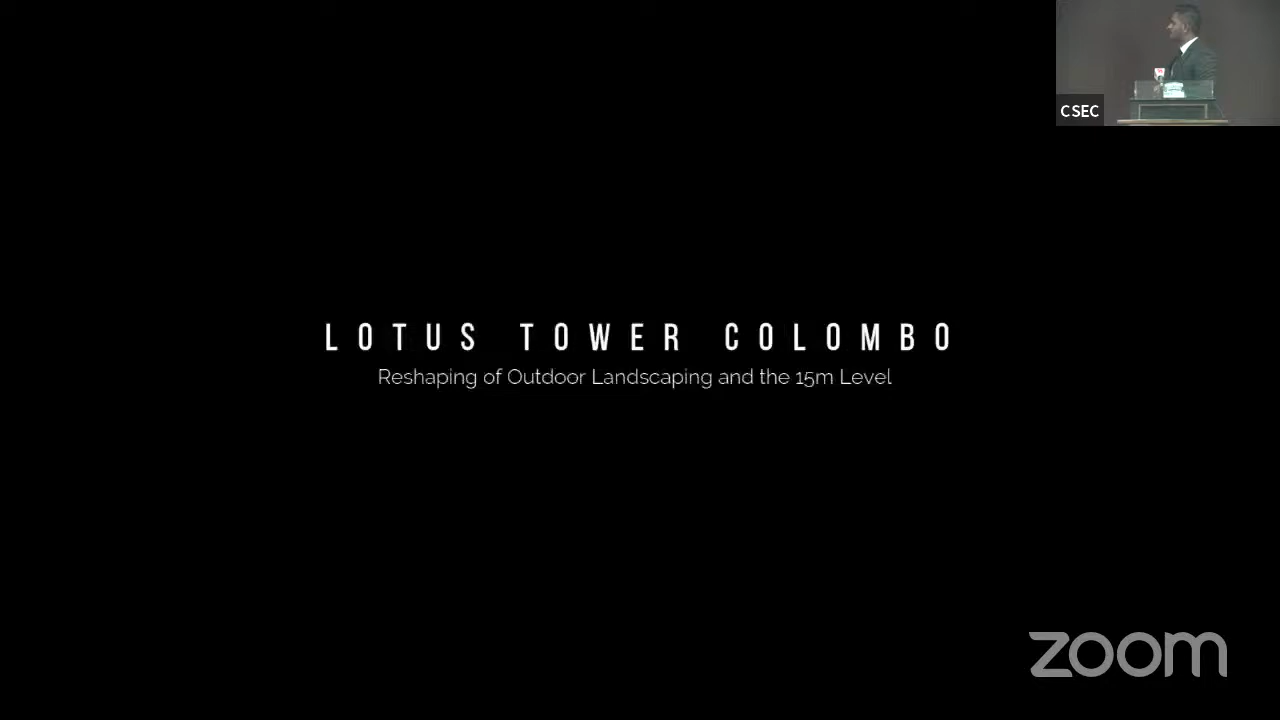 CSEC
LOTUS TOWER COLOMBO
Reshaping of Outdoor Landscaping and the 15m Level
zoom